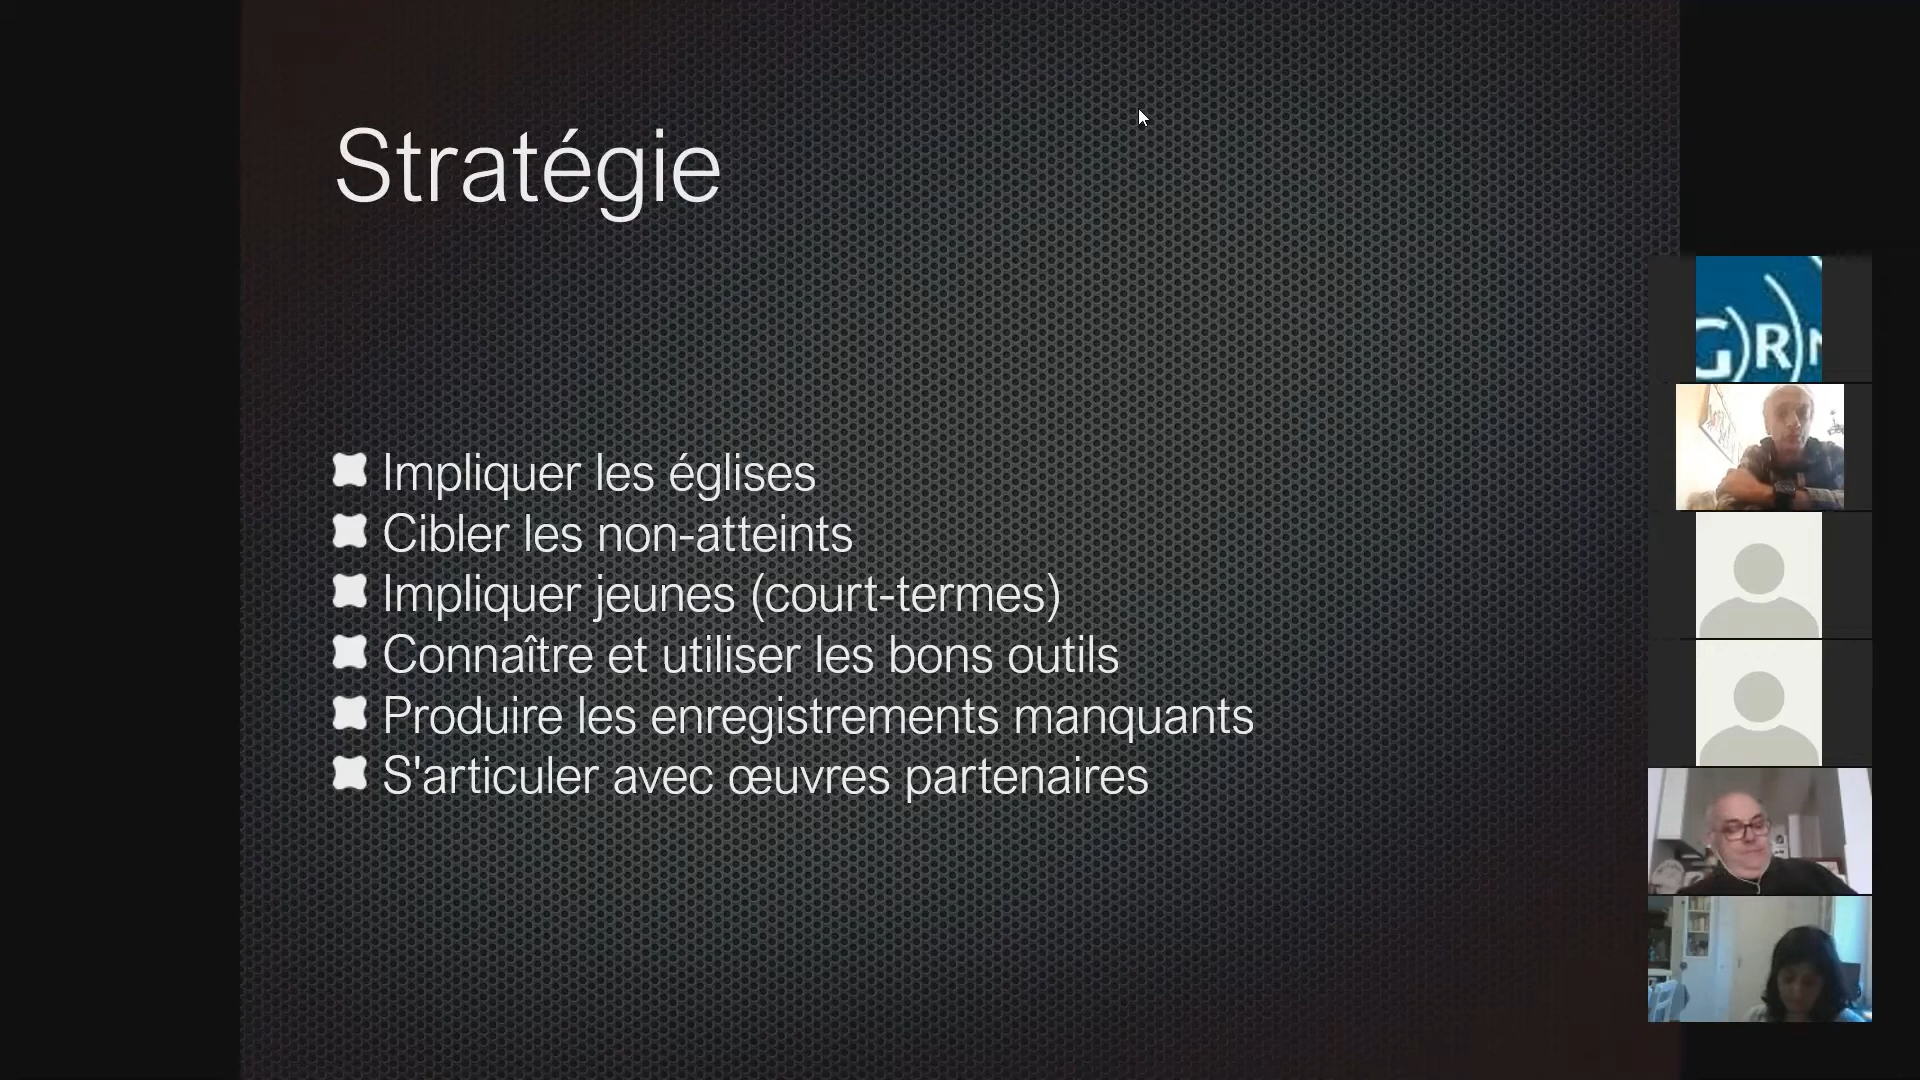 Stratégie
Impliquer les églises
Cibler les non-atteints
Impliquer jeunes (court-termes)
Connaître et utiliser les bons outils
Produire les enregistrements manquants
S'articuler avec œuvres partenaires
GRN